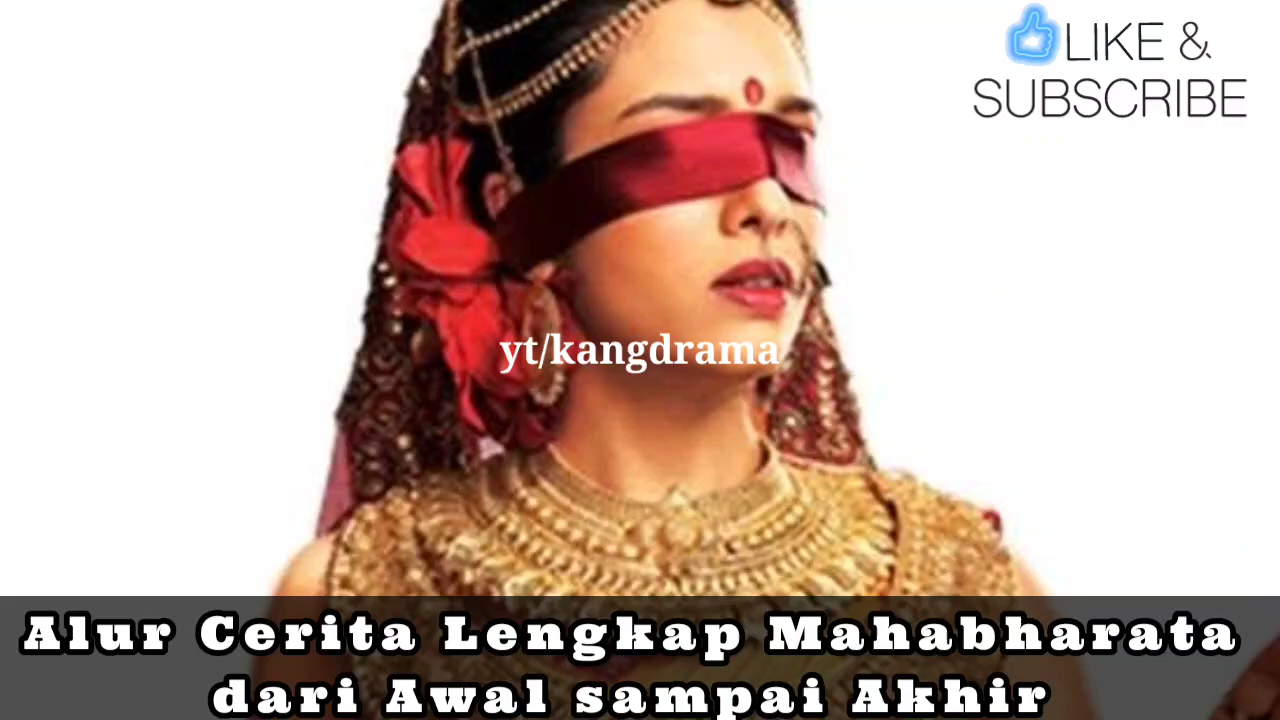 LIKE &
SUBSCRIBE
yt/kangdrama
Alur Cerita Lengkap Mahabharata
dari Awal sampai Akhir